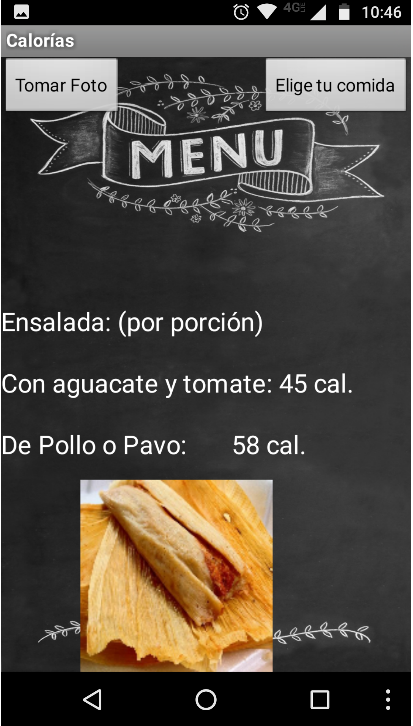 4G 10:46
Calorías
Tomar Foto
Elige tu comida
MENU
Ensalada: (por porción)
Con aguacate y tomate: 45 cal.
De Pollo o Pavo: 58 cal.